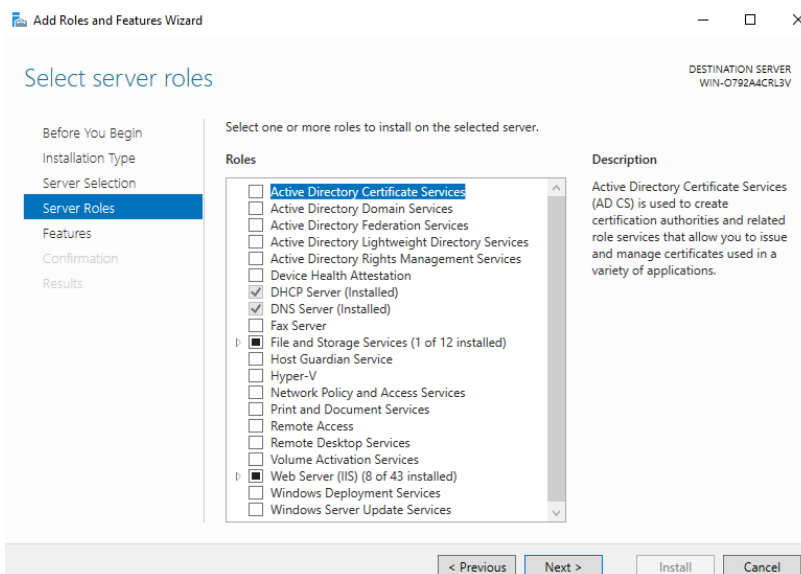 Add Roles and Features Wizard
Select server roles
DESTINATION SERVER
WIN-O792A4CRL3V
Before You Begin
Installation Type
Server Selection
Server Roles
Features
Confirmation
Results
Select one or more roles to install on the selected server.
Roles
Active Directory Certificate Services
Active Directory Domain Services
Active Directory Federation Services
Active Directory Lightweight Directory Services
Active Directory Rights Management Services
Device Health Attestation
DHCP Server (Installed)
DNS Server (Installed)
Fax Server
File and Storage Services (1 of 12 installed)
Host Guardian Service
Hyper-V
Network Policy and Access Services
Print and Document Services
Remote Access
Remote Desktop Services
Volume Activation Services
Web Server (IIS) (8 of 43 installed)
Windows Deployment Services
Windows Server Update Services
Description
Active Directory Certificate Services
(AD CS) is used to create
certification authorities and related
role services that allow you to issue
and manage certificates used in a
variety of applications.
< Previous
Next >
Install
Cancel